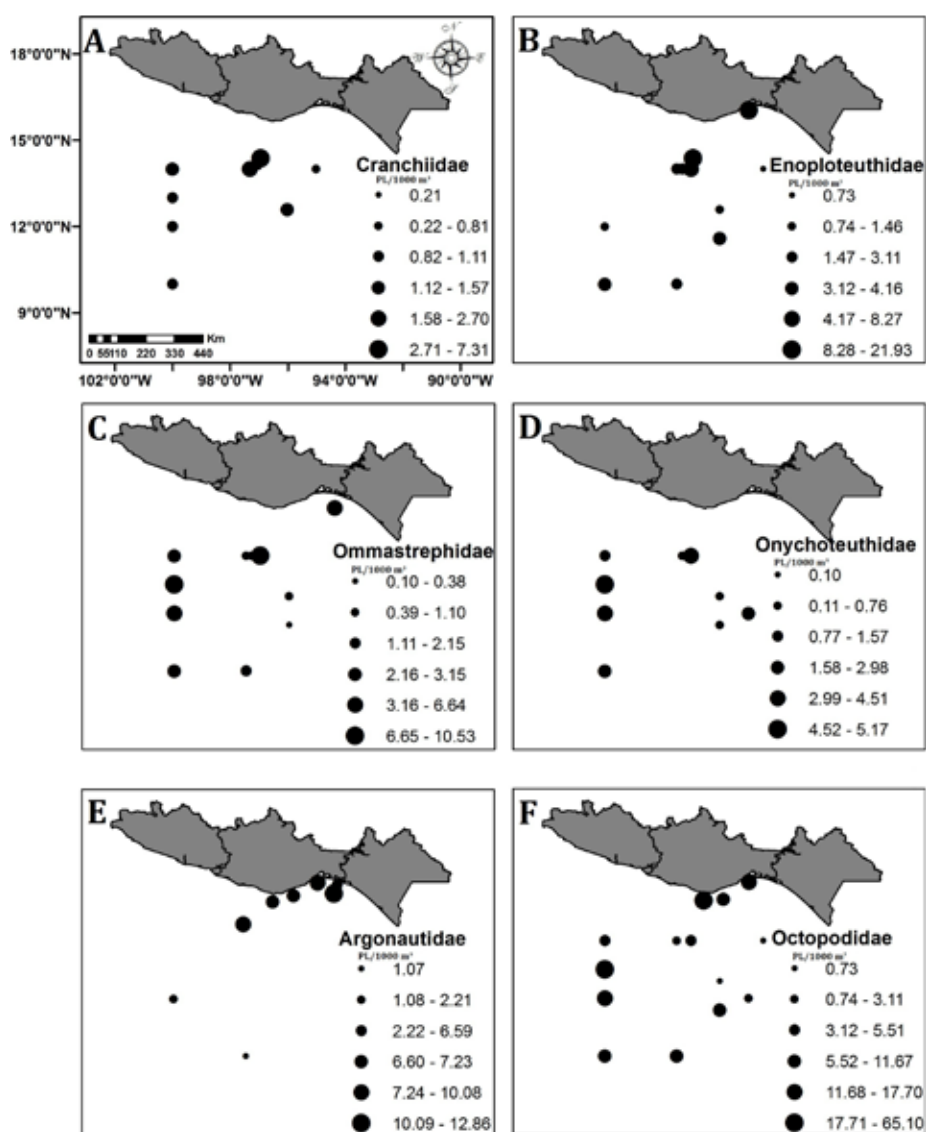 A
N
B
18°0'0"N
15°0'0"N
12°0'0"N
9°0'0"N
Cranchiidae
PL/1000 m³
0.21
0.22 - 0.81
0.82 - 1.11
1.12 - 1.57
1.58 - 2.70
2.71 - 7.31
Km
0 55 110 220 330 440
102°0'0"W 98°0'0"W 94°0'0"W 90°0'0"W
Enoploteuthidae
PL/1000 m³
0.73
0.74 - 1.46
1.47 - 3.11
3.12 - 4.16
4.17 - 8.27
8.28 - 21.93
C
Ommastrephidae
PL/1000 m³
0.10 - 0.38
0.39 - 1.10
1.11 - 2.15
2.16 - 3.15
3.16 - 6.64
6.65 - 10.53
D
Onychoteuthidae
PL/1000 m³
0.10
0.11 - 0.76
0.77 - 1.57
1.58 - 2.98
2.99 - 4.51
4.52 - 5.17
E
Argonautidae
PL/1000 m³
1.07
1.08 - 2.21
2.22 - 6.59
6.60 - 7.23
7.24 - 10.08
10.09 - 12.86
F
Octopodidae
PL/1000 m³
0.73
0.74 - 3.11
3.12 - 5.51
5.52 - 11.67
11.68 - 17.70
17.71 - 65.10